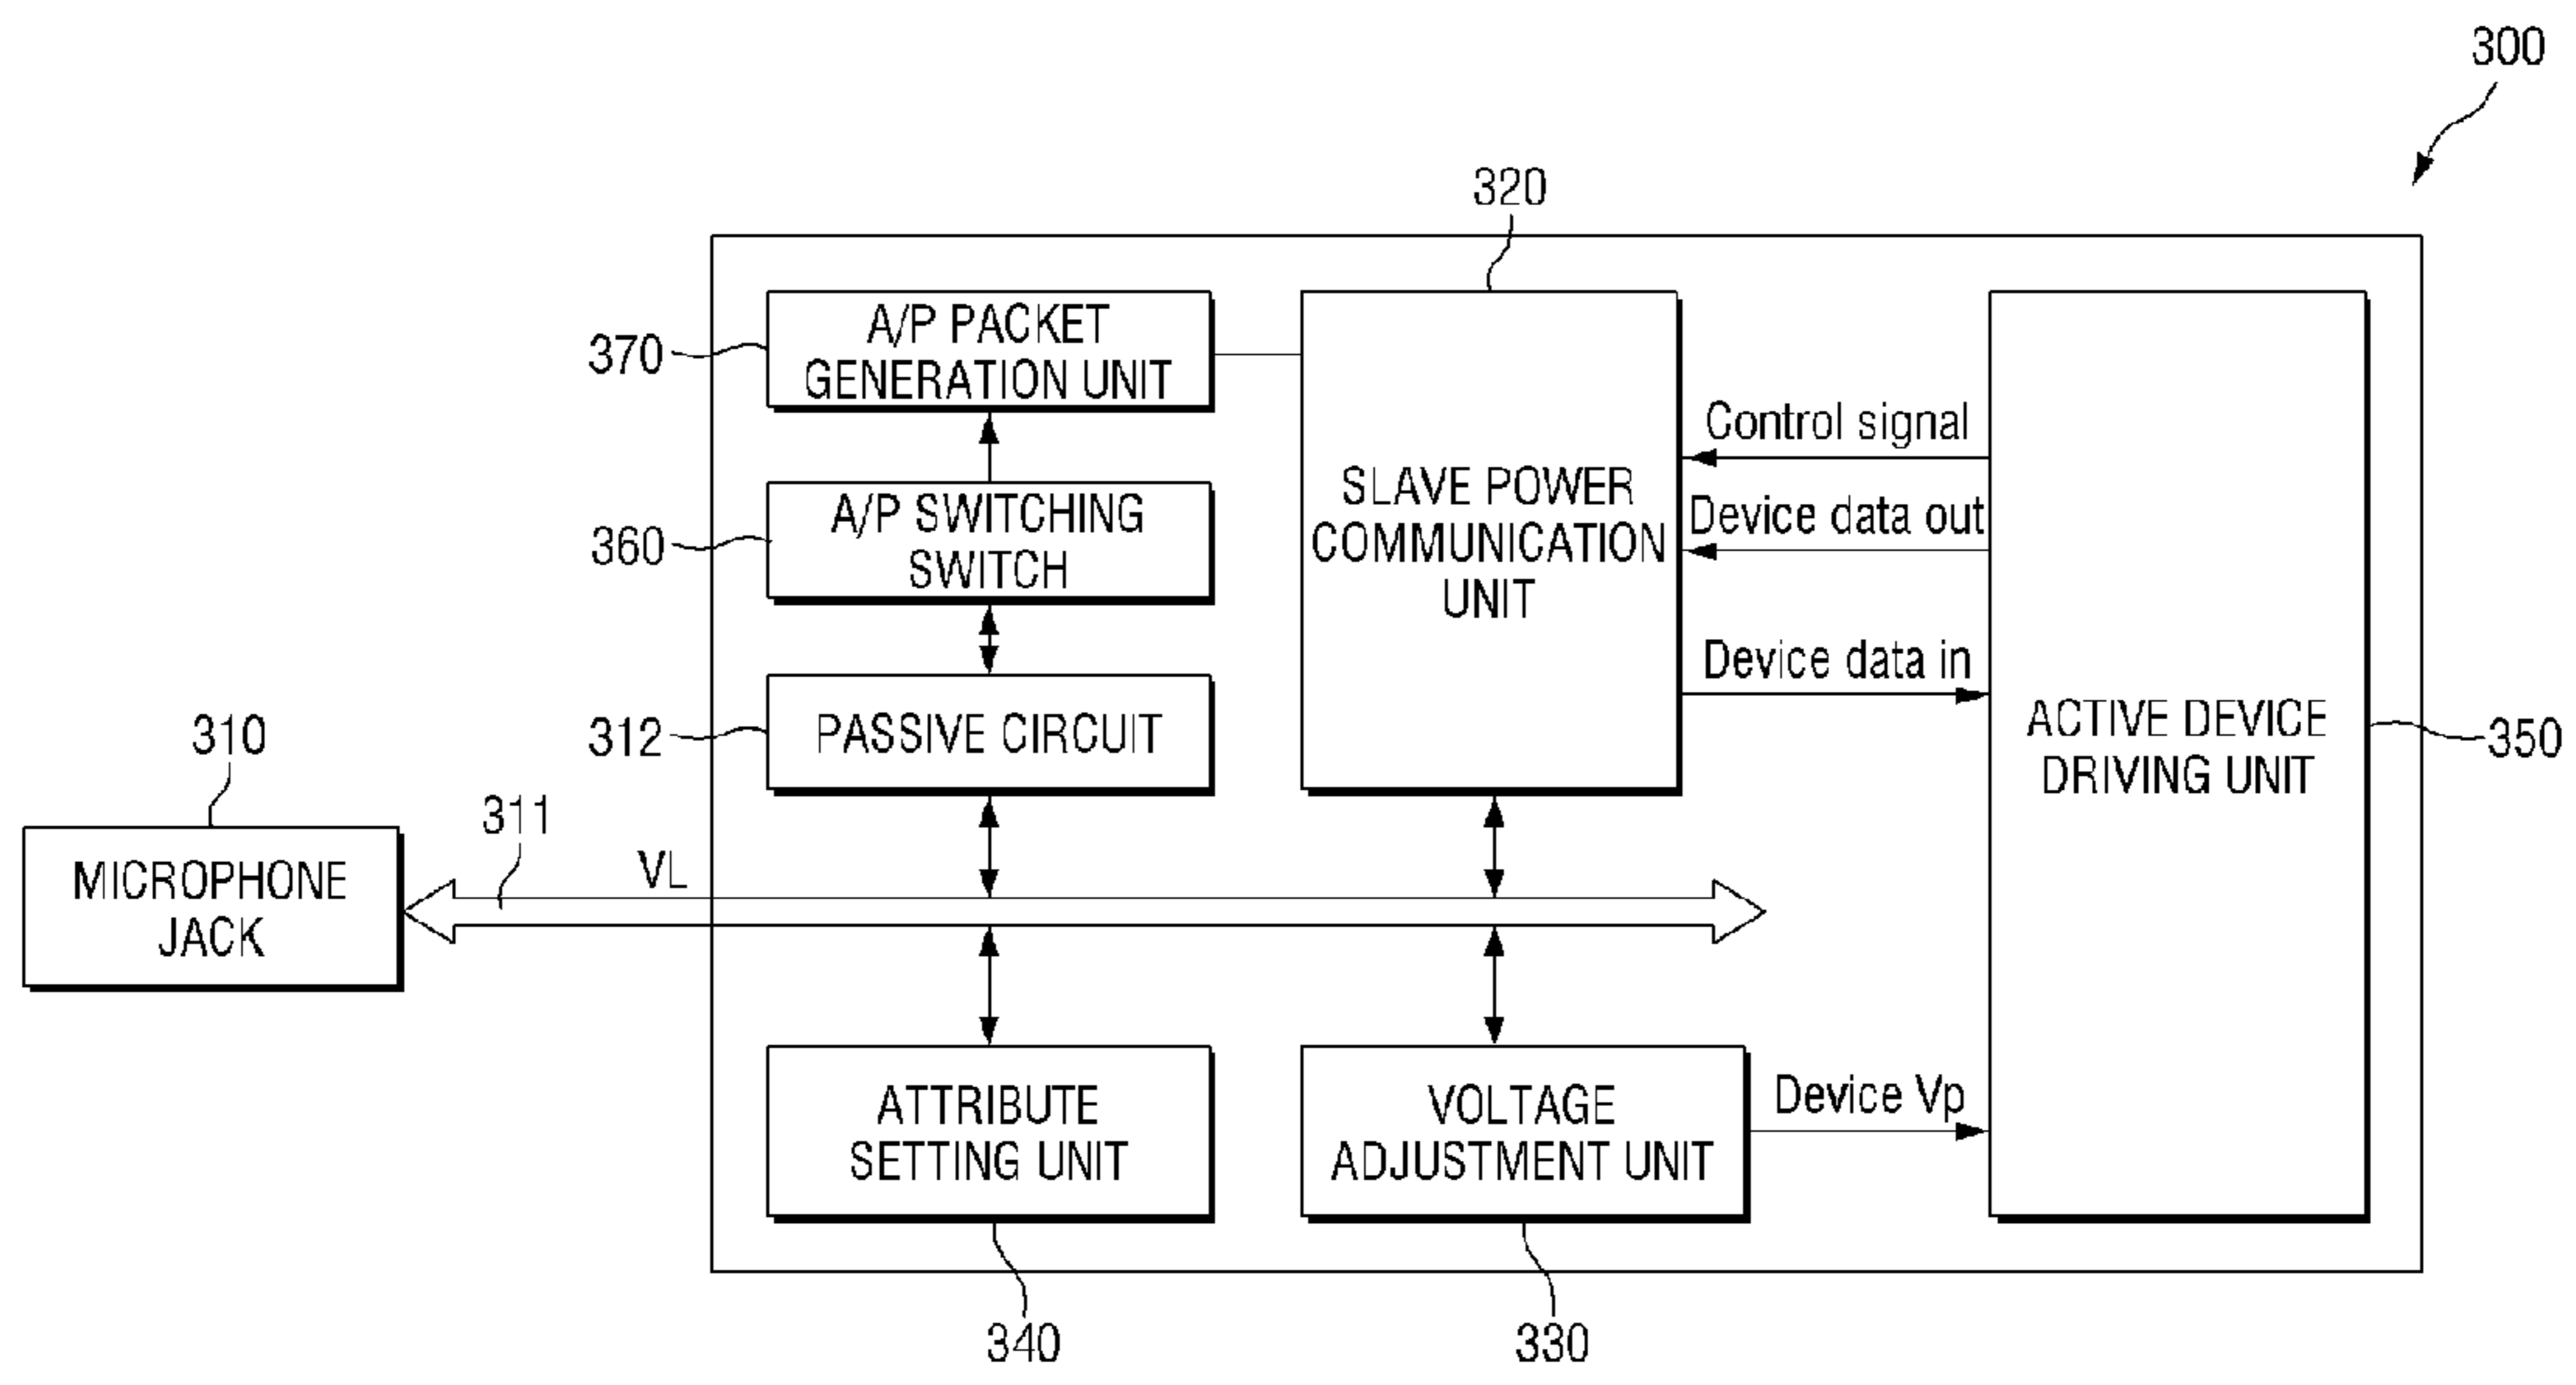 300
320
A/P PACKET
GENERATION UNIT
370
Control signal
A/P SWITCHING
SWITCH
360
SLAVE POWER
COMMUNICATION
UNIT
Device data out
Device data in
PASSIVE CIRCUIT
312
ACTIVE DEVICE
DRIVING UNIT
350
310
311
VL
MICROPHONE
JACK
ATTRIBUTE
SETTING UNIT
VOLTAGE
ADJUSTMENT UNIT
Device Vp
340
330